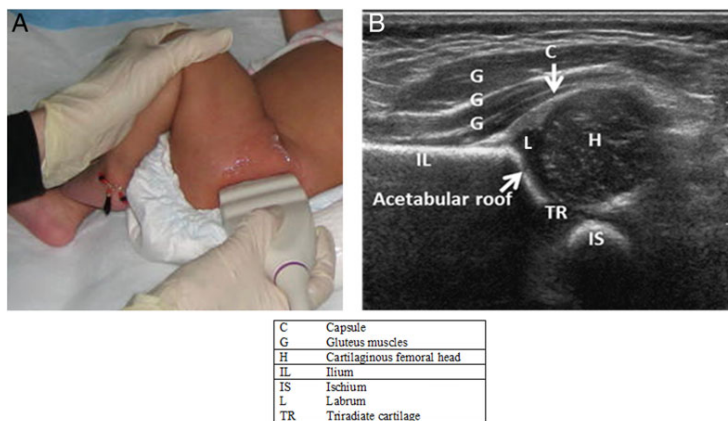 A
B
C
G
G
G
L
H
IL
Acetabular roof
TR
IS
C Capsule
G Gluteus muscles
H Cartilaginous femoral head
IL Ilium
IS Ischium
L Labrum
TR Triradiate cartilage